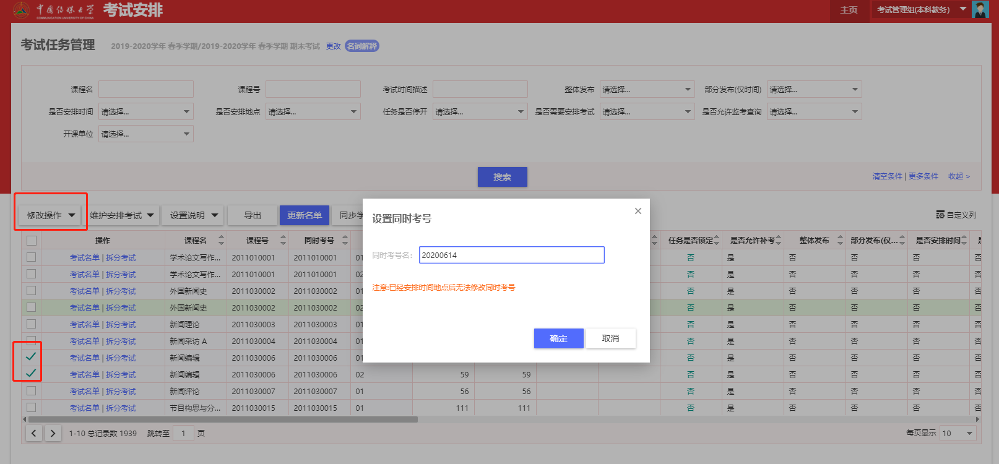 中国传媒大学 考试安排 主页 考试管理组(本科教务)
COMMUNICATION UNIVERSITY OF CHINA
考试任务管理 2019-2020学年 春季学期/2019-2020学年 春季学期 期末考试 更改 名词解释
课程名 课程号 考试时间描述 整体发布 请选择... 部分发布(仅时间) 请选择...
是否安排时间 请选择... 是否安排地点 请选择... 任务是否停开 请选择... 是否需要安排考试 请选择... 是否允许监考查询 请选择...
开课单位 请选择...
搜索 清空条件 | 更多条件 收起 >
修改操作 维护安排考试 设置说明 导出 更新名单 同步学 自定义列
操作 课程名 课程号 同时考号 任务是否锁定 是否允许补考 整体发布 部分发布(仅... 是否安排时间
考试名单 | 拆分考试 学术论文写作... 2011010001 2011010001 01 否 是 否 否 否 否
考试名单 | 拆分考试 学术论文写作... 2011010001 2011010001 02 否 是 否 否 否 否
考试名单 | 拆分考试 外国新闻史 2011030002 2011030002 01 否 是 否 否 否 否
考试名单 | 拆分考试 外国新闻史 2011030002 2011030002 02 否 是 否 否 否 否
考试名单 | 拆分考试 新闻理论 2011030003 2011030003 01 否 是 否 否 否 否
考试名单 | 拆分考试 新闻采访 A 2011030004 2011030004 01 否 是 否 否 否 否
考试名单 | 拆分考试 新闻编辑 2011030006 2011030006 01 否 是 否 否 否 否
考试名单 | 拆分考试 新闻编辑 2011030006 2011030006 02 59 59 否 是 否 否 否 否
考试名单 | 拆分考试 新闻评论 2011030007 2011030007 01 56 56 否 是 否 否 否 否
考试名单 | 拆分考试 节目构思与分... 2011030015 2011030015 01 111 111 否 是 否 否 否 否
1-10 总记录数 1939 跳转至 1 页 每页显示 10
设置同时考号
同时考号名: 20200614
注意:已经安排时间地点后无法修改同时考号
确定 取消